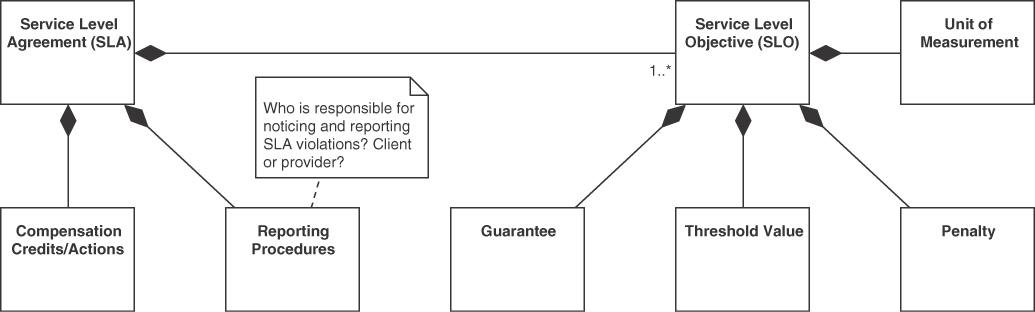 Service Level
Agreement (SLA)
Service Level
Objective (SLO)
Unit of
Measurement
1..*
Who is responsible for
noticing and reporting
SLA violations? Client
or provider?
Compensation
Credits/Actions
Reporting
Procedures
Guarantee
Threshold Value
Penalty